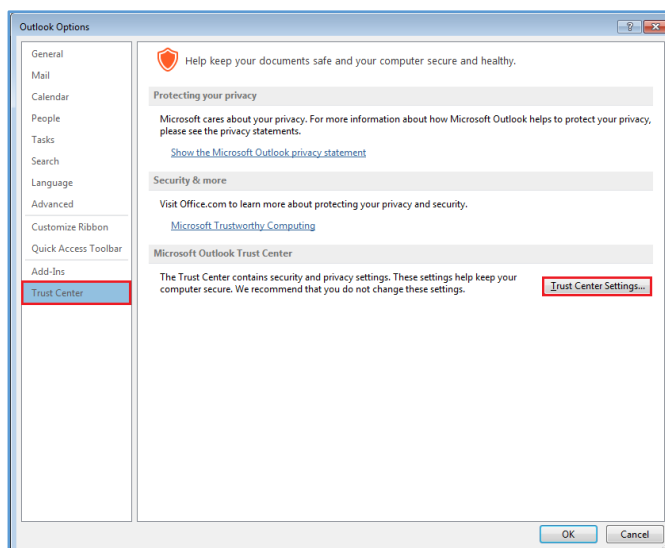 Outlook Options
General
Mail
Calendar
People
Tasks
Search
Language
Advanced
Customize Ribbon
Quick Access Toolbar
Add-Ins
Trust Center
Help keep your documents safe and your computer secure and healthy.
Protecting your privacy
Microsoft cares about your privacy. For more information about how Microsoft Outlook helps to protect your privacy,
please see the privacy statements.
Show the Microsoft Outlook privacy statement
Security & more
Visit Office.com to learn more about protecting your privacy and security.
Microsoft Trustworthy Computing
Microsoft Outlook Trust Center
The Trust Center contains security and privacy settings. These settings help keep your
computer secure. We recommend that you do not change these settings.
Trust Center Settings...
OK
Cancel